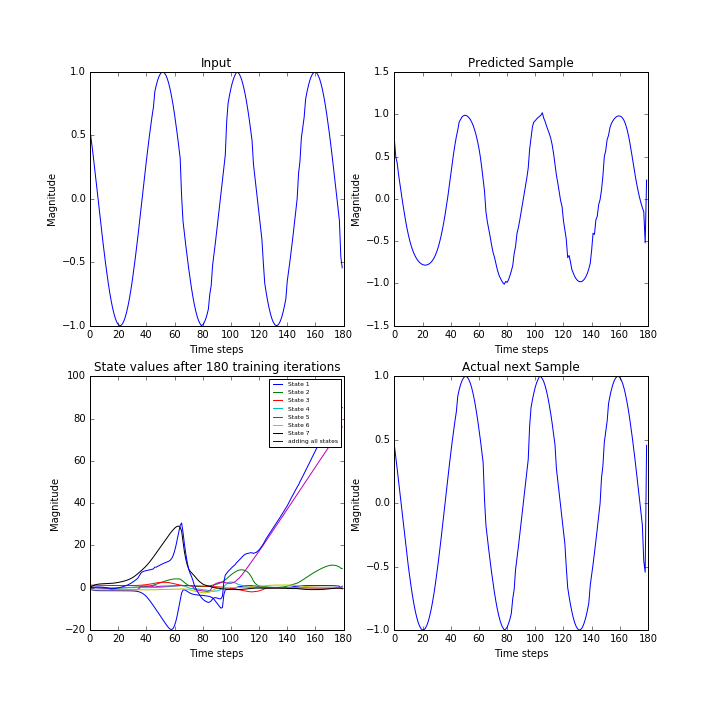 Input
Magnitude
1.0
0.5
0.0
−0.5
−1.0
0 20 40 60 80 100 120 140 160 180
Time steps
Predicted Sample
Magnitude
1.5
1.0
0.5
0.0
−0.5
−1.0
−1.5
0 20 40 60 80 100 120 140 160 180
Time steps
State values after 180 training iterations
Magnitude
100
80
60
40
20
0
−20
0 20 40 60 80 100 120 140 160 180
Time steps
State 1
State 2
State 3
State 4
State 5
State 6
State 7
adding all states
Actual next Sample
Magnitude
1.0
0.5
0.0
−0.5
−1.0
0 20 40 60 80 100 120 140 160 180
Time steps